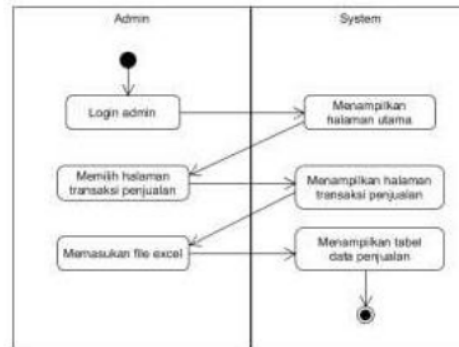 Admin
System
Login admin
Menampilkan
halaman utama
Memilih halaman
transaksi penjualan
Menampilkan halaman
transaksi penjualan
Memasukan file excel
Menampilkan tabel
data penjualan